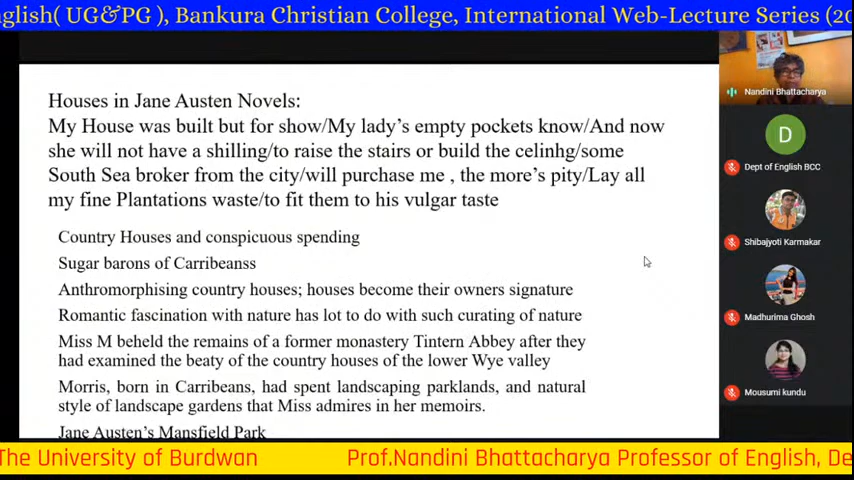 nglish( UG&PG ), Bankura Christian College, International Web-Lecture Series (20
Houses in Jane Austen Novels:
My House was built but for show/My lady's empty pockets know/And now
she will not have a shilling/to raise the stairs or build the celinhg/some
South Sea broker from the city/will purchase me , the more's pity/Lay all
my fine Plantations waste/to fit them to his vulgar taste
Country Houses and conspicuous spending
Sugar barons of Carribeanss
Anthromorphising country houses; houses become their owners signature
Romantic fascination with nature has lot to do with such curating of nature
Miss M beheld the remains of a former monastery Tintern Abbey after they
had examined the beaty of the country houses of the lower Wye valley
Morris, born in Carribeans, had spent landscaping parklands, and natural
style of landscape gardens that Miss admires in her memoirs.
Jane Austen's Mansfield Park
Nandini Bhattacharya
D
Dept of English BCC
Shibajyoti Karmakar
Madhurima Ghosh
Mousumi kundu
The University of Burdwan
Prof.Nandini Bhattacharya Professor of English, De